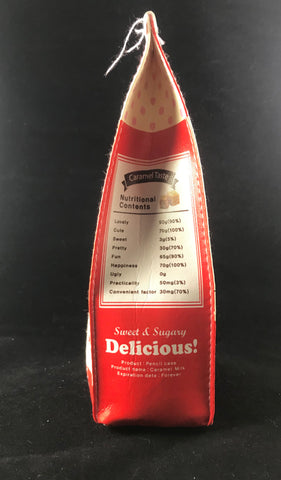 Caramel Taste
Nutritional
Contents
Lovely 90g(90%)
Cute 70g(100%)
Sweet 3g(5%)
Pretty 30g(70%)
Fun 65g(90%)
Happiness 70g(100%)
Ugly 0g
Practicality 50mg(3%)
Convenient factor 30mg(70%)
Sweet & Sugary
Delicious!
Product : Pencil case
Product name : Caramel Milk
Expiration date : Forever